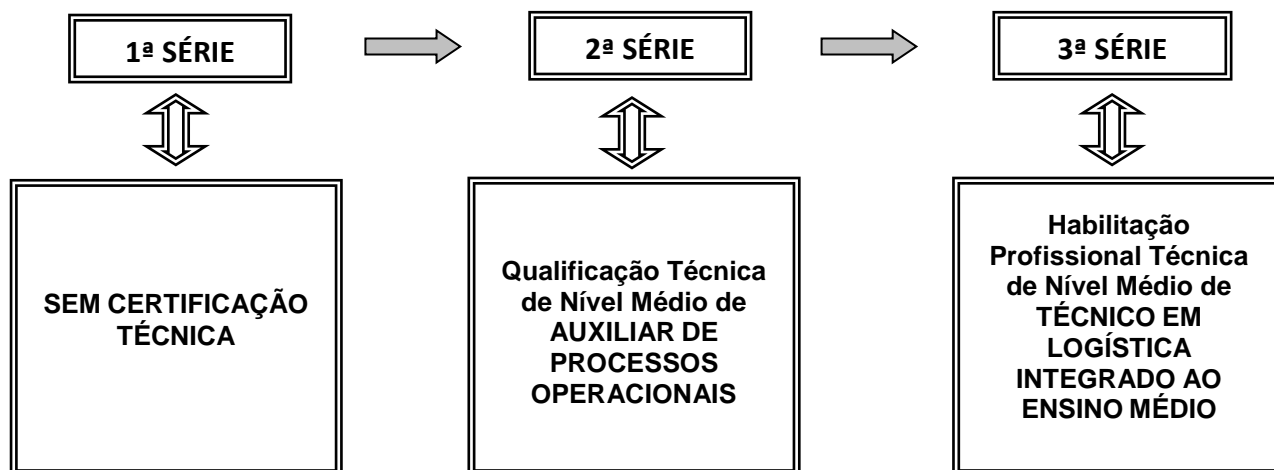 1ª SÉRIE
2ª SÉRIE
3ª SÉRIE
SEM CERTIFICAÇÃO
TÉCNICA
Qualificação Técnica
de Nível Médio de
AUXILIAR DE
PROCESSOS
OPERACIONAIS
Habilitação
Profissional Técnica
de Nível Médio de
TÉCNICO EM
LOGÍSTICA
INTEGRADO AO
ENSINO MÉDIO